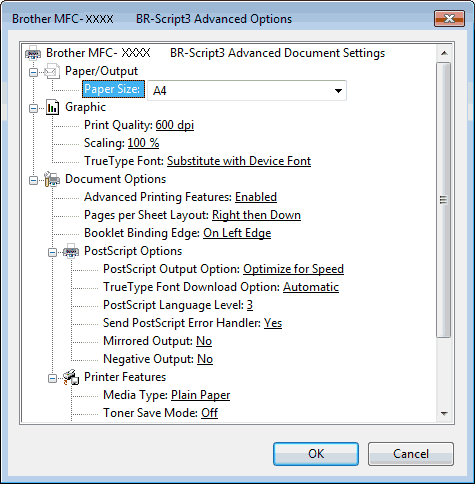 Brother MFC-XXXX BR-Script3 Advanced Options
Brother MFC-XXXX BR-Script3 Advanced Document Settings
Paper/Output
Paper Size: A4
Graphic
Print Quality: 600 dpi
Scaling: 100 %
TrueType Font: Substitute with Device Font
Document Options
Advanced Printing Features: Enabled
Pages per Sheet Layout: Right then Down
Booklet Binding Edge: On Left Edge
PostScript Options
PostScript Output Option: Optimize for Speed
TrueType Font Download Option: Automatic
PostScript Language Level: 3
Send PostScript Error Handler: Yes
Mirrored Output: No
Negative Output: No
Printer Features
Media Type: Plain Paper
Toner Save Mode: Off
OK Cancel